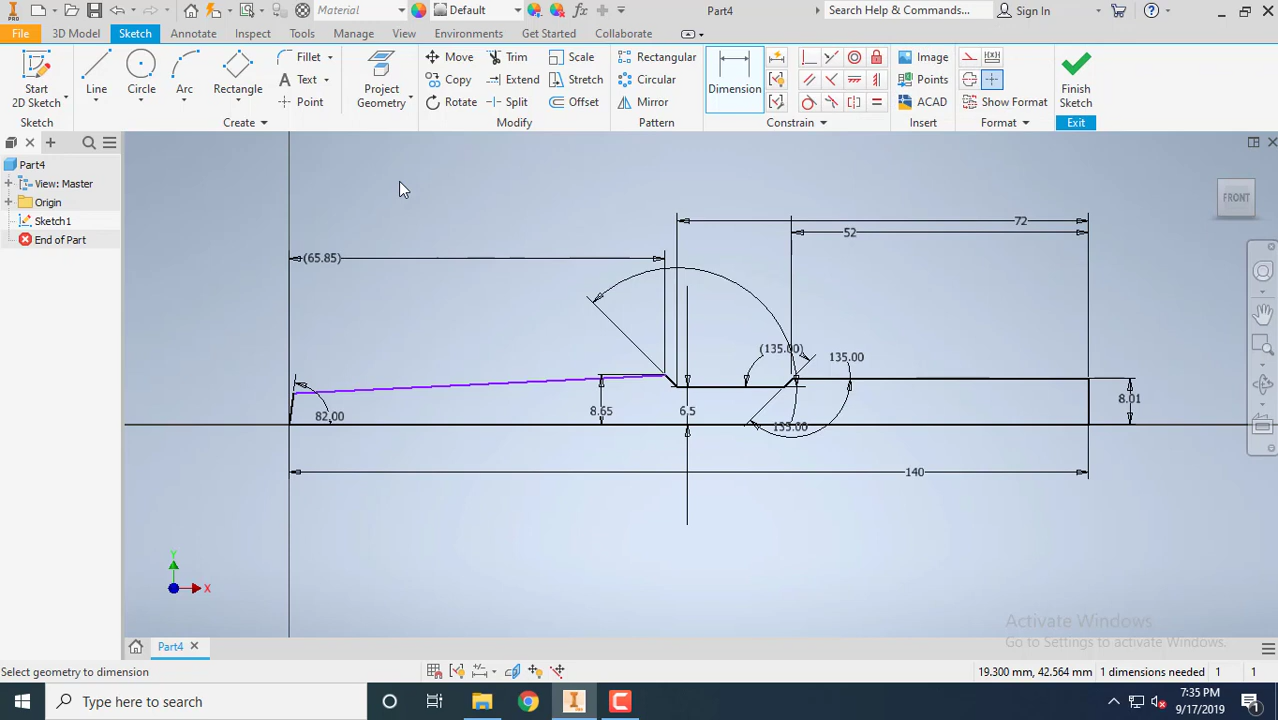 Material Default Part4 Search Help & Commands... Sign In
PRO
File 3D Model Sketch Annotate Inspect Tools Manage View Environments Get Started Collaborate
Start 2D Sketch Line Circle Arc Rectangle Fillet Text Point Project Geometry Move Copy Rotate Trim Extend Split Scale Stretch Offset Rectangular Circular Mirror Dimension Image Points ACAD Show Format Finish Sketch
Sketch Create Modify Pattern Constrain Insert Format Exit
Part4
View: Master
Origin
Sketch1
End of Part
FRONT
72
52
(65.85)
(135.00)
135.00
8.65
6.5
8.01
82.00
135.00
140
Y
X
Activate Windows
Go to Settings to activate Windows.
Part4
Select geometry to dimension 19.300 mm, 42.564 mm 1 dimensions needed 1 1
Type here to search
7:35 PM
9/17/2019
1